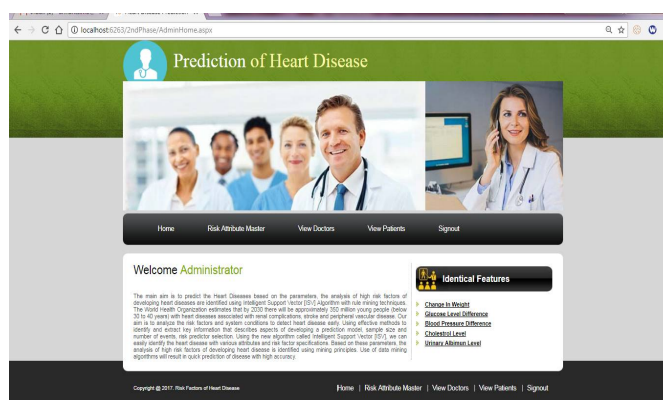 localhost:6263/2ndPhase/AdminHome.aspx
Prediction of Heart Disease
Home Risk Attribute Master View Doctors View Patients Signout
Welcome Administrator
The main aim is to predict the Heart Diseases based on the parameters, the analysis of high risk factors of
developing heart diseases are identified using Intelligent Support Vector [ISV] Algorithm with rule mining techniques.
The World Health Organization estimates that by 2030 there will be approximately 350 million young people (below
30 to 40 years) with heart diseases associated with renal complications, stroke and peripheral vascular disease. Our
aim is to analyze the risk factors and system conditions to detect heart disease early. Using effective methods to
identify and extract key information that describes aspects of developing a prediction model, sample size and
number of events, risk predictor selection. Using the new algorithm called Intelligent Support Vector [ISV], we can
easily identify the heart disease with various attributes and risk factor specifications. Based on these parameters, the
analysis of high risk factors of developing heart disease is identified using mining principles. Use of data mining
algorithms will result in quick prediction of disease with high accuracy.
Identical Features
Change In Weight
Glucose Level Difference
Blood Pressure Difference
Cholestrol Level
Urinary Albimun Level
Copyright @ 2017. Risk Factors of Heart Disease
Home | Risk Attribute Master | View Doctors | View Patients | Signout